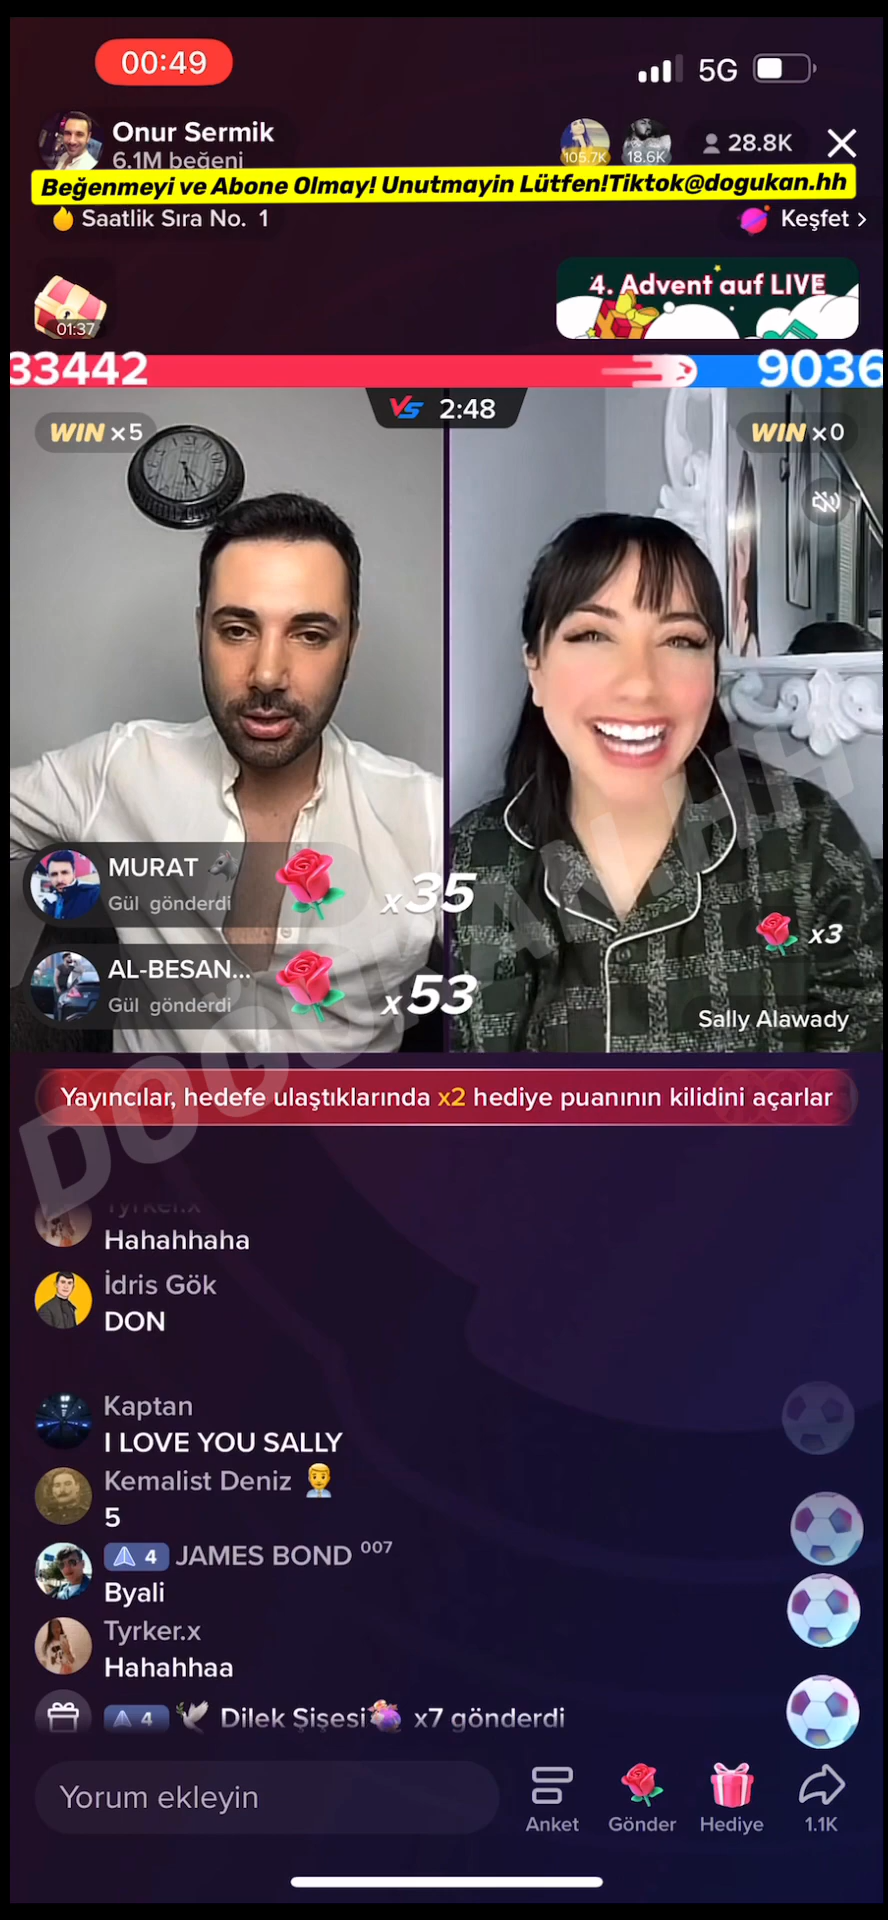 00:49
5G
Onur Sermik
6.1M beğeni
105.7K
18.6K
28.8K
Beğenmeyi ve Abone Olmay! Unutmayin Lütfen!Tiktok@dogukan.hh
Saatlik Sıra No. 1
Keşfet >
01:37
4. Advent auf LIVE
33442
9036
VS 2:48
WIN x5
WIN x0
MURAT
Gül gönderdi
x35
AL-BESAN...
Gül gönderdi
x53
x3
Sally Alawady
DOGUKAN.HH
Yayıncılar, hedefe ulaştıklarında x2 hediye puanının kilidini açarlar
Tyrker.x
Hahahhaha
İdris Gök
DON
Kaptan
I LOVE YOU SALLY
Kemalist Deniz
5
4 JAMES BOND 007
Byali
Tyrker.x
Hahahhaa
4 Dilek Şişesi x7 gönderdi
Yorum ekleyin
Anket
Gönder
Hediye
1.1K